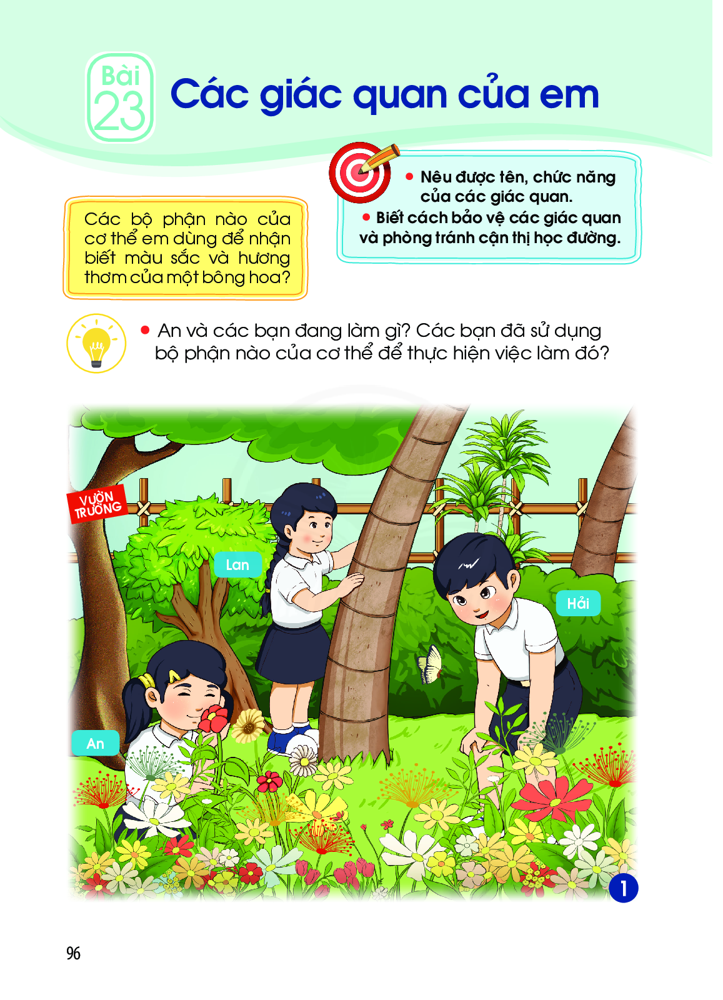 Bài
23
Các giác quan của em
• Nêu được tên, chức năng
của các giác quan.
• Biết cách bảo vệ các giác quan
và phòng tránh cận thị học đường.
Các bộ phận nào của
cơ thể em dùng để nhận
biết màu sắc và hương
thơm của một bông hoa?
• An và các bạn đang làm gì? Các bạn đã sử dụng
bộ phận nào của cơ thể để thực hiện việc làm đó?
VƯỜN
TRƯỜNG
Lan
Hải
An
1
96